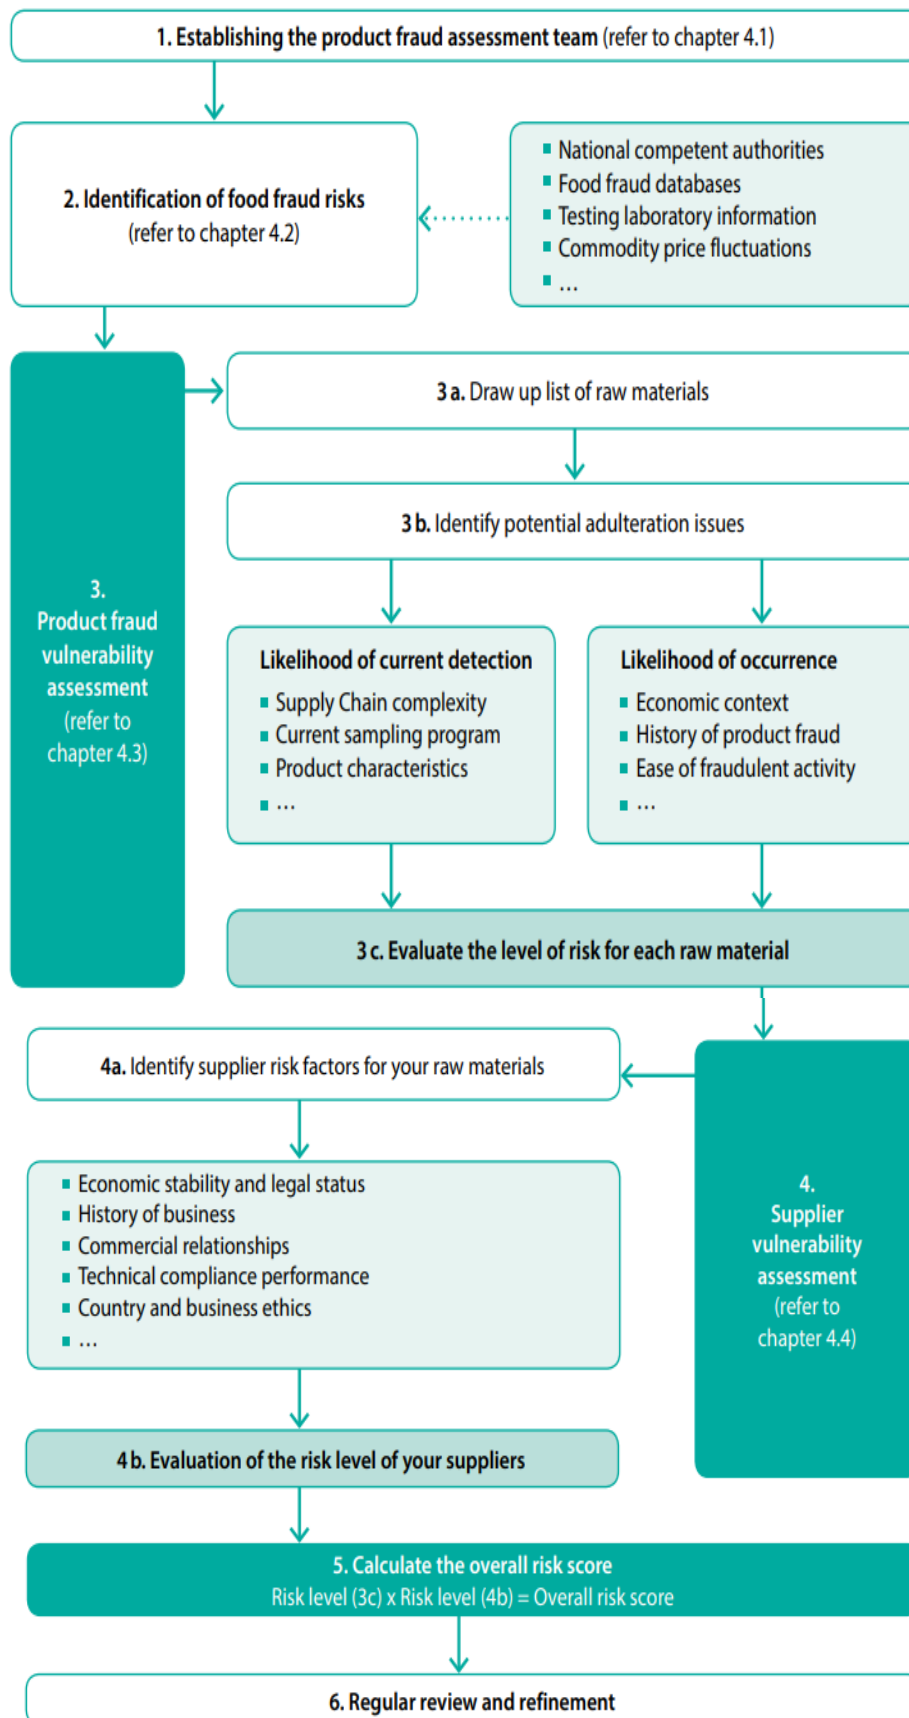 1. Establishing the product fraud assessment team (refer to chapter 4.1)
2. Identification of food fraud risks
(refer to chapter 4.2)
National competent authorities
Food fraud databases
Testing laboratory information
Commodity price fluctuations
...
3.
Product fraud
vulnerability
assessment
(refer to
chapter 4.3)
3 a. Draw up list of raw materials
3 b. Identify potential adulteration issues
Likelihood of current detection
Supply Chain complexity
Current sampling program
Product characteristics
...
Likelihood of occurrence
Economic context
History of product fraud
Ease of fraudulent activity
...
3 c. Evaluate the level of risk for each raw material
4.
Supplier
vulnerability
assessment
(refer to
chapter 4.4)
4a. Identify supplier risk factors for your raw materials
Economic stability and legal status
History of business
Commercial relationships
Technical compliance performance
Country and business ethics
...
4 b. Evaluation of the risk level of your suppliers
5. Calculate the overall risk score
Risk level (3c) x Risk level (4b) = Overall risk score
6. Regular review and refinement